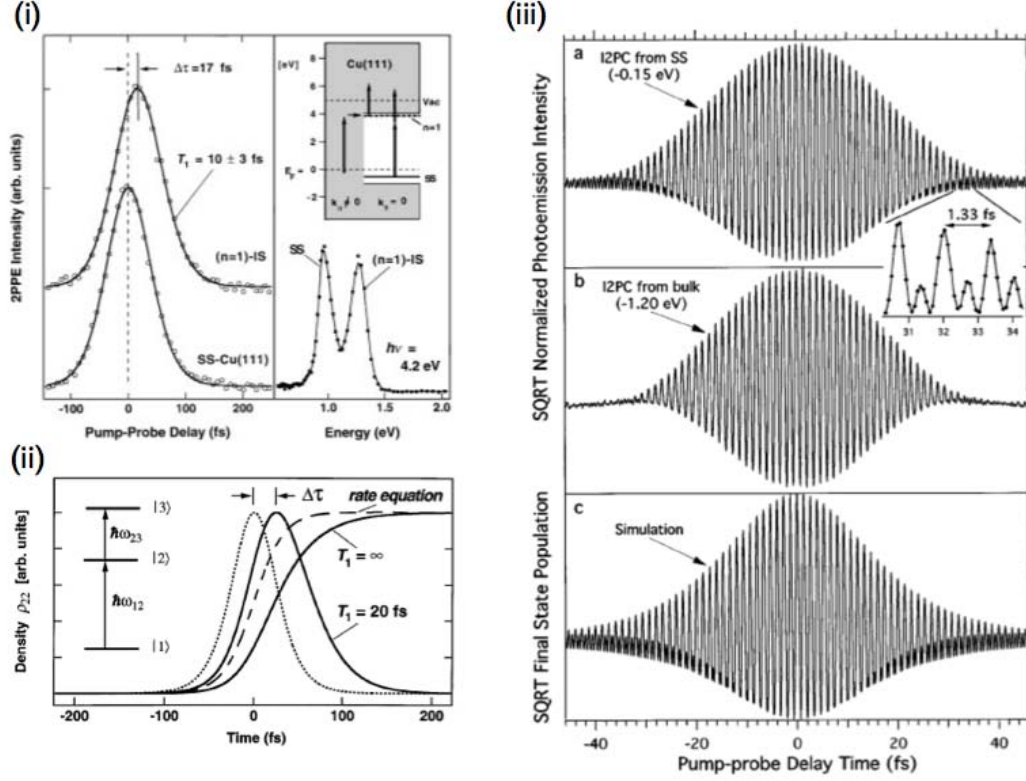 (i)
Δτ=17 fs
T₁ = 10 ± 3 fs
(n=1)-IS
SS-Cu(111)
2PPE Intensity (arb. units)
-100 0 100 200
Pump-Probe Delay (fs)
[eV]
Cu(111)
8
6
4
2
0
-2
Vac
n=1
SS
k∥ ≠ 0 k∥ = 0
SS
(n=1)-IS
hν =
4.2 eV
1.0 1.5 2.0
Energy (eV)
(ii)
|3⟩
ħω₂₃
|2⟩
ħω₁₂
|1⟩
Δτ
rate equation
T₁ = ∞
T₁ = 20 fs
Density ρ₂₂ [arb. units]
-200 -100 0 100 200
Time (fs)
(iii)
a
I2PC from SS
(-0.15 eV)
1.33 fs
31 32 33 34
b
I2PC from bulk
(-1.20 eV)
SQRT Normalized Photoemission Intensity
c
Simulation
SQRT Final State Population
-40 -20 0 20 40
Pump-probe Delay Time (fs)